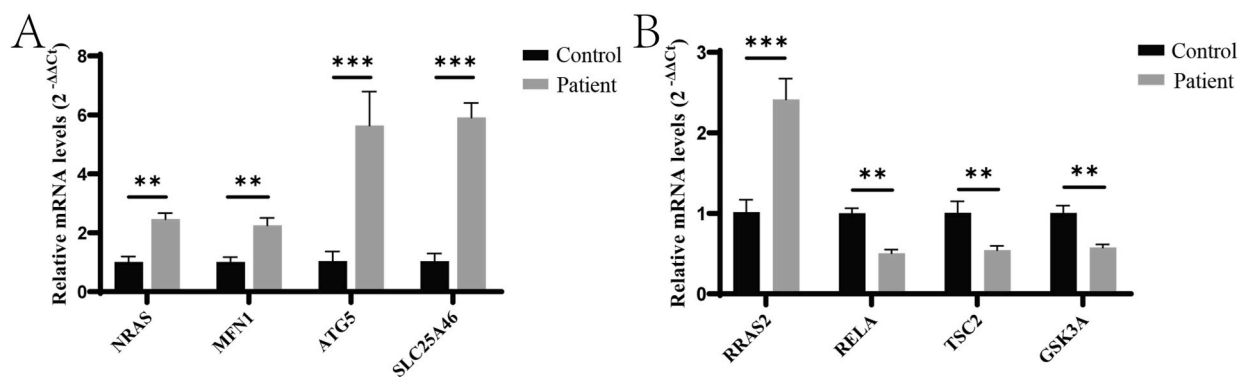 A
Relative mRNA levels (2 -ΔΔCt)
8
6
4
2
0
**
**
***
***
Control
Patient
NRAS
MFN1
ATG5
SLC25A46
B
Relative mRNA levels (2 -ΔΔCt)
3
2
1
0
***
**
**
**
Control
Patient
RRAS2
RELA
TSC2
GSK3A